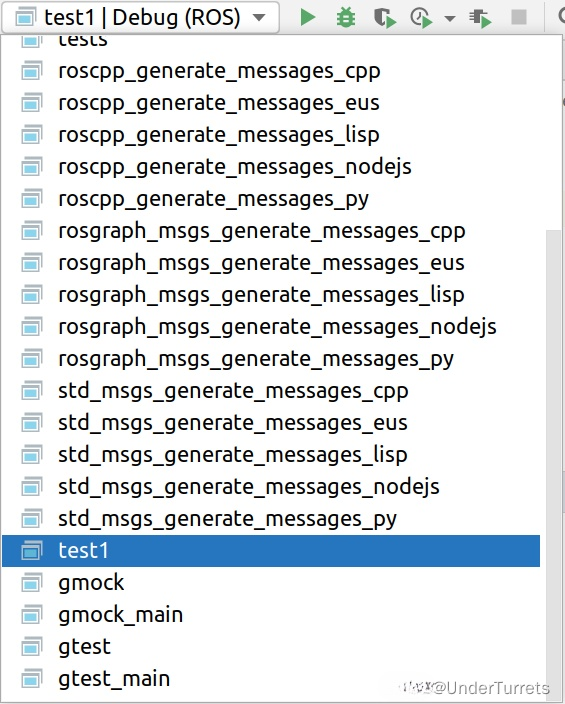 test1 | Debug (ROS)
tests
roscpp_generate_messages_cpp
roscpp_generate_messages_eus
roscpp_generate_messages_lisp
roscpp_generate_messages_nodejs
roscpp_generate_messages_py
rosgraph_msgs_generate_messages_cpp
rosgraph_msgs_generate_messages_eus
rosgraph_msgs_generate_messages_lisp
rosgraph_msgs_generate_messages_nodejs
rosgraph_msgs_generate_messages_py
std_msgs_generate_messages_cpp
std_msgs_generate_messages_eus
std_msgs_generate_messages_lisp
std_msgs_generate_messages_nodejs
std_msgs_generate_messages_py
test1
gmock
gmock_main
gtest
gtest_main
@UnderTurrets